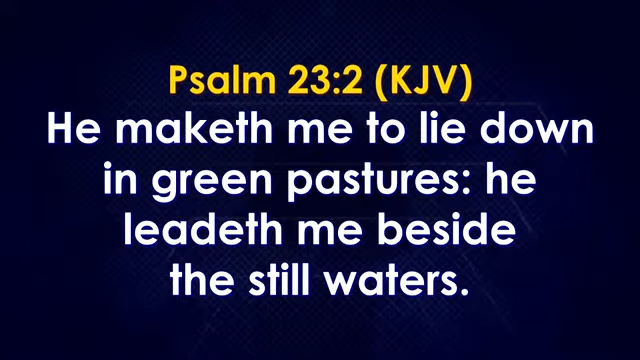 Psalm 23:2 (KJV)
He maketh me to lie down
in green pastures: he
leadeth me beside
the still waters.